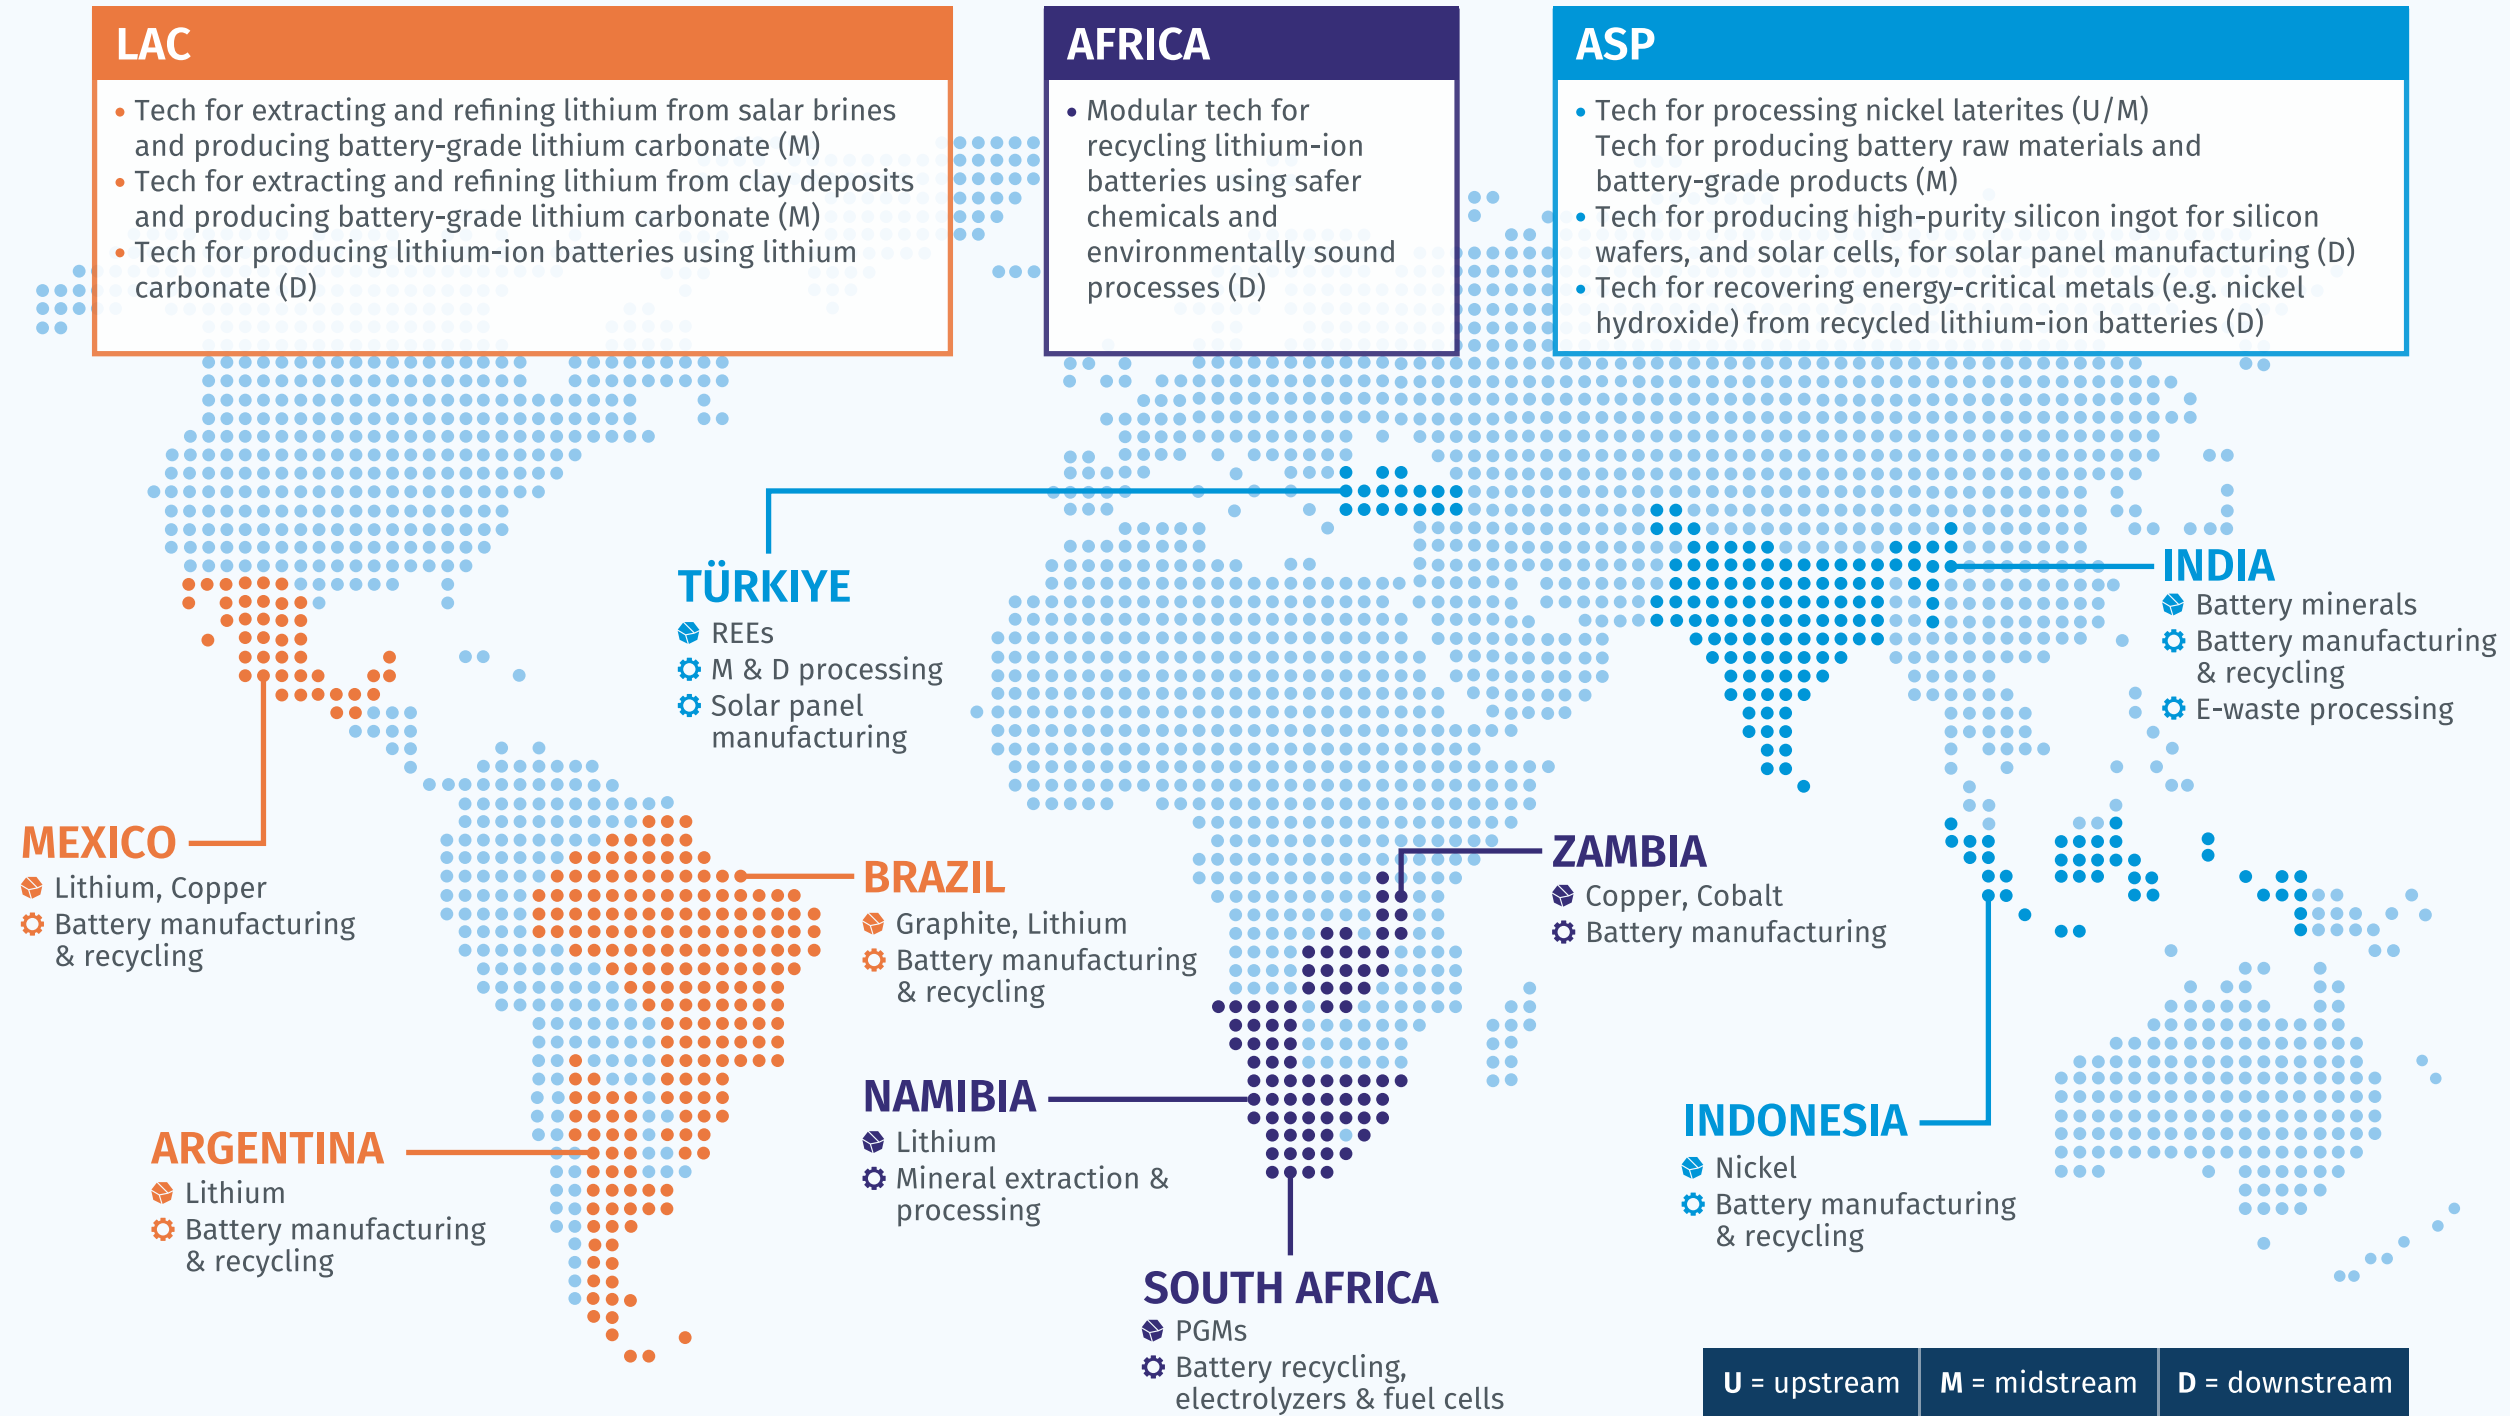 LAC
• Tech for extracting and refining lithium from salar brines
and producing battery-grade lithium carbonate (M)
• Tech for extracting and refining lithium from clay deposits
and producing battery-grade lithium carbonate (M)
• Tech for producing lithium-ion batteries using lithium
carbonate (D)
AFRICA
• Modular tech for
recycling lithium-ion
batteries using safer
chemicals and
environmentally sound
processes (D)
ASP
• Tech for processing nickel laterites (U/M)
Tech for producing battery raw materials and
battery-grade products (M)
• Tech for producing high-purity silicon ingot for silicon
wafers, and solar cells, for solar panel manufacturing (D)
• Tech for recovering energy-critical metals (e.g. nickel
hydroxide) from recycled lithium-ion batteries (D)
TÜRKIYE
REEs
M & D processing
Solar panel
manufacturing
INDIA
Battery minerals
Battery manufacturing
& recycling
E-waste processing
MEXICO
Lithium, Copper
Battery manufacturing
& recycling
BRAZIL
Graphite, Lithium
Battery manufacturing
& recycling
ZAMBIA
Copper, Cobalt
Battery manufacturing
NAMIBIA
Lithium
Mineral extraction &
processing
ARGENTINA
Lithium
Battery manufacturing
& recycling
INDONESIA
Nickel
Battery manufacturing
& recycling
SOUTH AFRICA
PGMs
Battery recycling,
electrolyzers & fuel cells
U = upstream
M = midstream
D = downstream